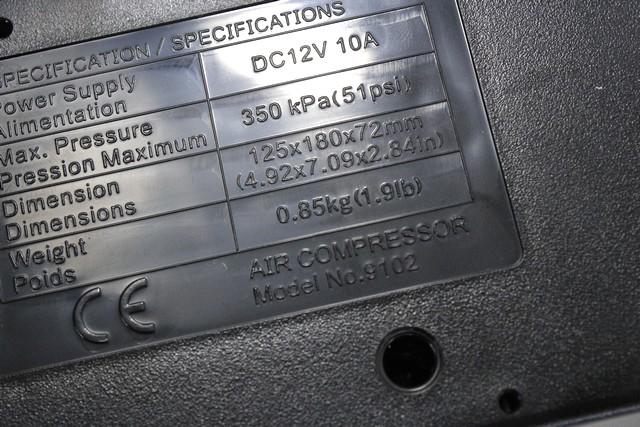 SPECIFICATION / SPECIFICATIONS
Power Supply
Alimentation
DC12V 10A
Max. Pressure
Pression Maximum
350 kPa(51psi)
Dimension
Dimensions
125x180x72mm
(4.92x7.09x2.84in)
Weight
Poids
0.85kg(1.9lb)
CE
AIR COMPRESSOR
Model No.9102